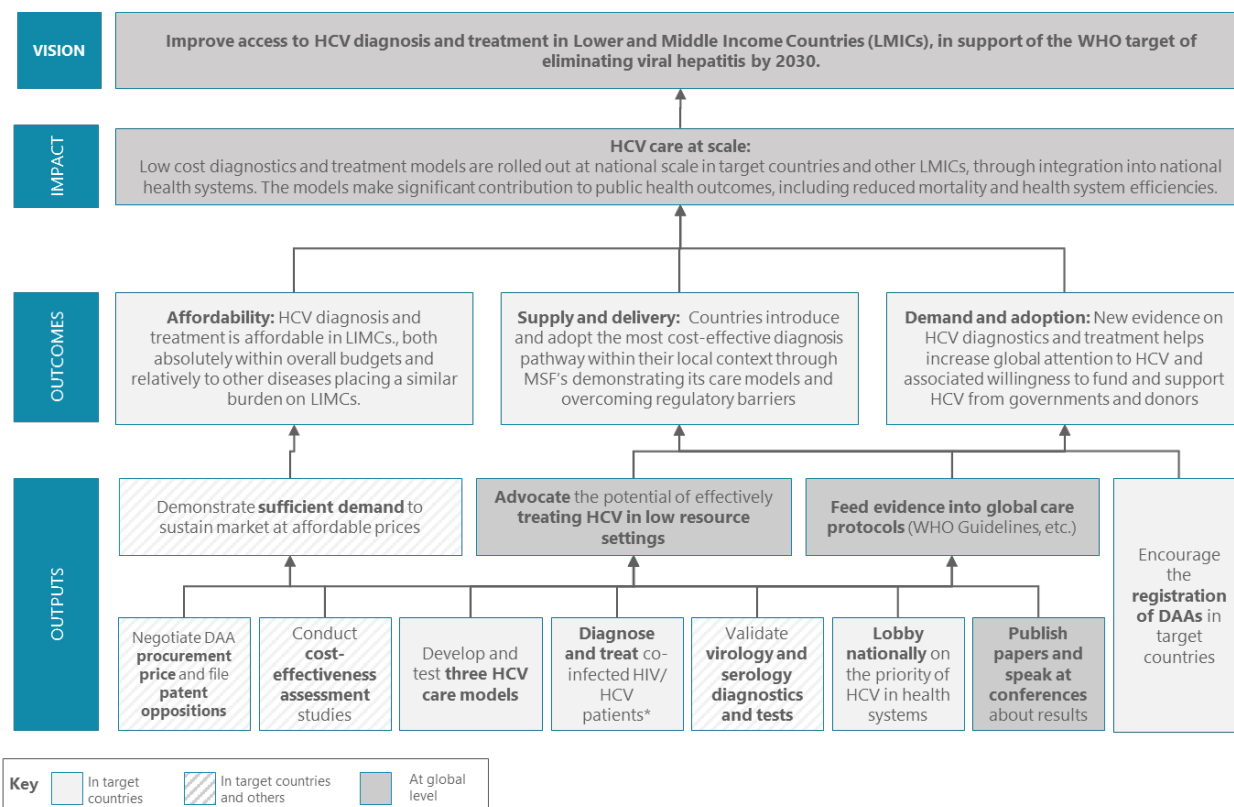 VISION
Improve access to HCV diagnosis and treatment in Lower and Middle Income Countries (LMICs), in support of the WHO target of
eliminating viral hepatitis by 2030.
IMPACT
HCV care at scale:
Low cost diagnostics and treatment models are rolled out at national scale in target countries and other LMICs, through integration into national
health systems. The models make significant contribution to public health outcomes, including reduced mortality and health system efficiencies.
OUTCOMES
Affordability: HCV diagnosis and
treatment is affordable in LIMCs., both
absolutely within overall budgets and
relatively to other diseases placing a similar
burden on LIMCs.
Supply and delivery: Countries introduce
and adopt the most cost-effective diagnosis
pathway within their local context through
MSF's demonstrating its care models and
overcoming regulatory barriers
Demand and adoption: New evidence on
HCV diagnostics and treatment helps
increase global attention to HCV and
associated willingness to fund and support
HCV from governments and donors
OUTPUTS
Demonstrate sufficient demand to
sustain market at affordable prices
Advocate the potential of effectively
treating HCV in low resource
settings
Feed evidence into global care
protocols (WHO Guidelines, etc.)
Encourage
the
registration
of DAAs in
target
countries
Negotiate DAA
procurement
price and file
patent
oppositions
Conduct
cost-
effectiveness
assessment
studies
Develop and
test three HCV
care models
Diagnose
and treat co-
infected HIV/
HCV
patients*
Validate
virology and
serology
diagnostics
and tests
Lobby
nationally on
the priority of
HCV in health
systems
Publish
papers and
speak at
conferences
about results
Key
In target
countries
In target countries
and others
At global
level